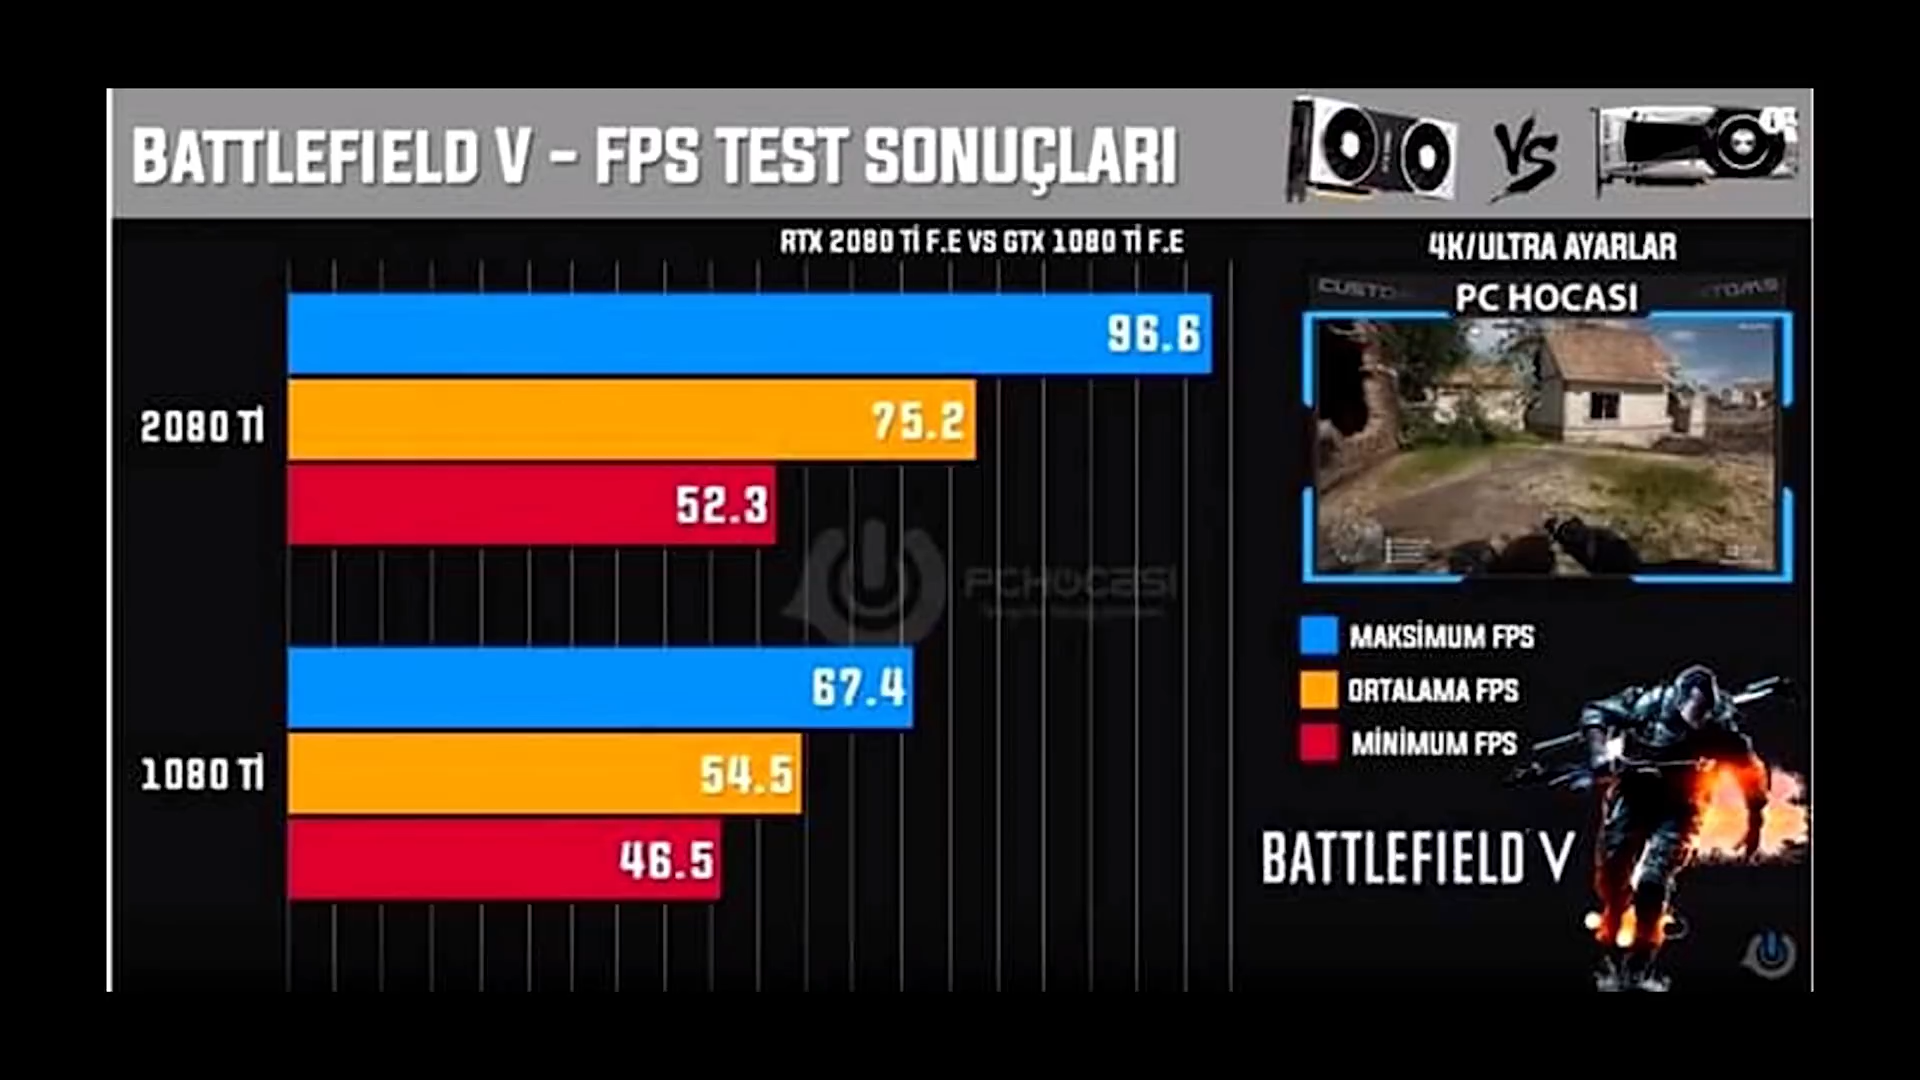 BATTLEFIELD V – FPS TEST SONUÇLARI
VS
RTX 2080 Tİ F.E VS GTX 1080 Tİ F.E
4K/ULTRA AYARLAR
PC HOCASI
96.6
75.2
2080 Tİ
52.3
PCHOCASI
67.4
54.5
1080 Tİ
46.5
MAKSİMUM FPS
ORTALAMA FPS
MİNİMUM FPS
BATTLEFIELD V